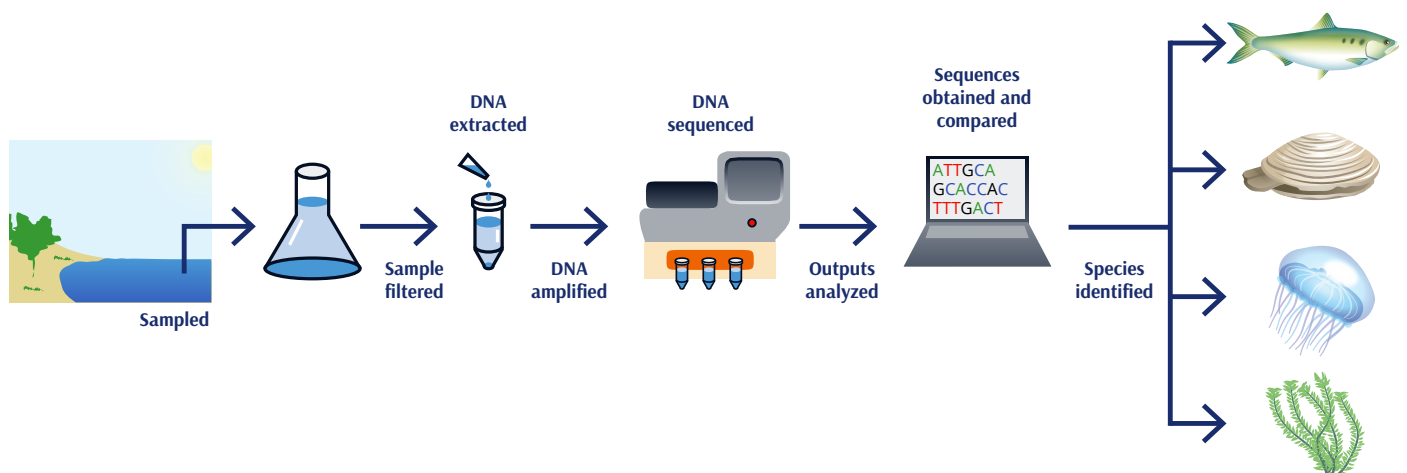 Sampled
Sample
filtered
DNA
extracted
DNA
amplified
DNA
sequenced
Outputs
analyzed
Sequences
obtained and
compared
ATTGCA
GCACCAC
TTTGACT
Species
identified